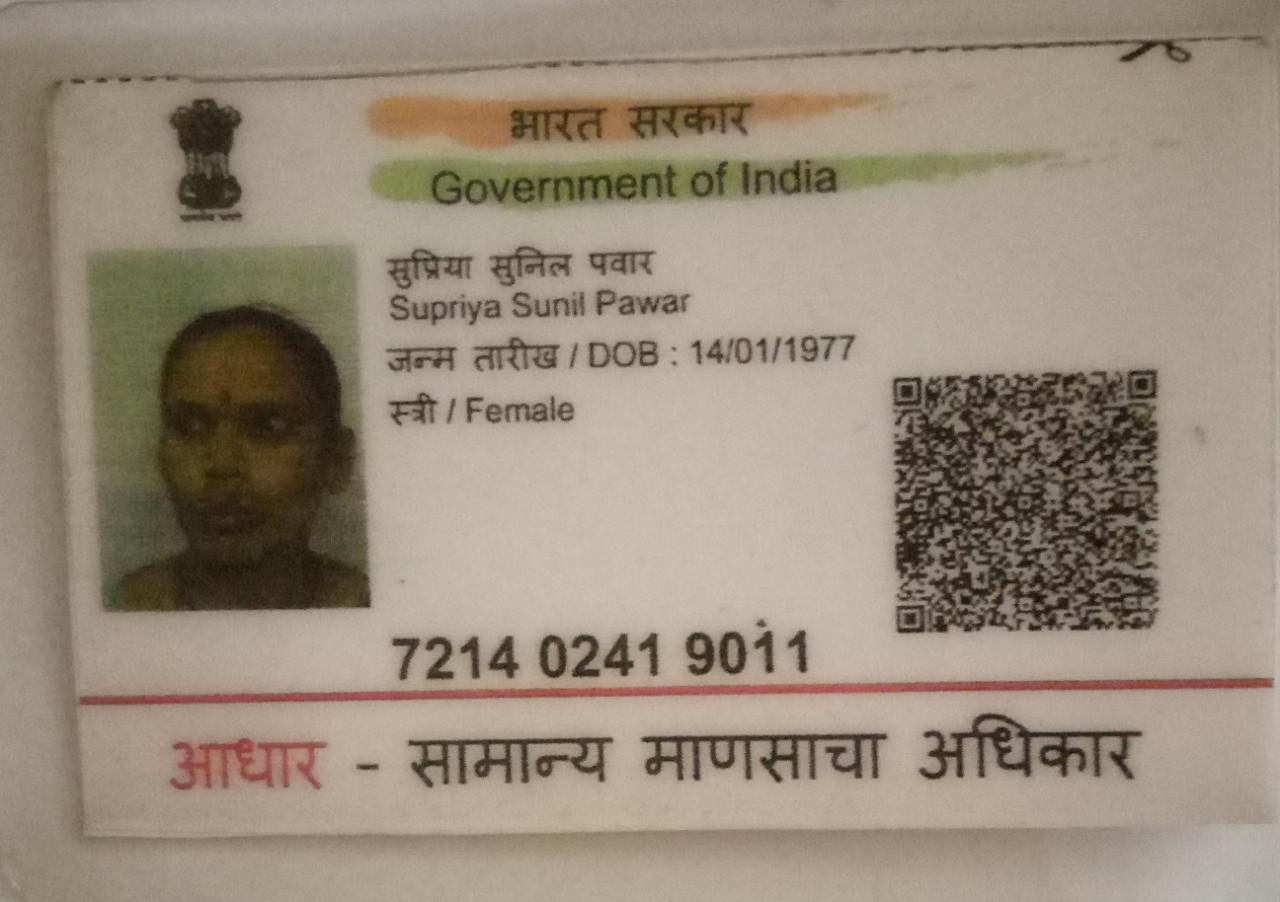 भारत सरकार
Government of India
सुप्रिया सुनिल पवार
Supriya Sunil Pawar
जन्म तारीख / DOB : 14/01/1977
स्त्री / Female
7214 0241 9011
आधार - सामान्य माणसाचा अधिकार